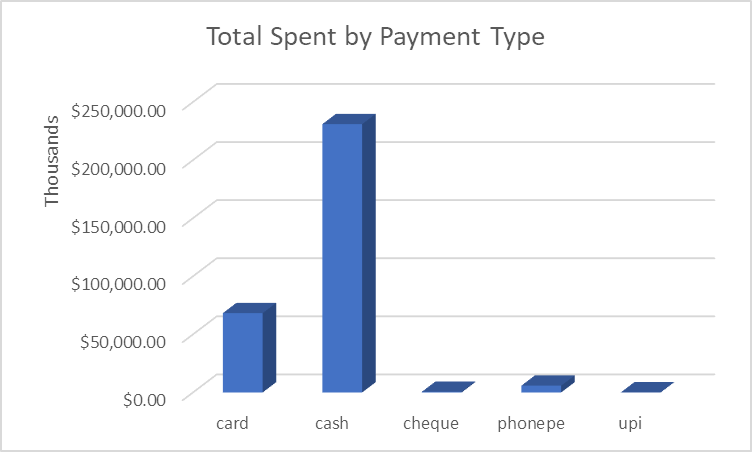 Total Spent by Payment Type
Thousands
$250,000.00
$200,000.00
$150,000.00
$100,000.00
$50,000.00
$0.00
card cash cheque phonepe upi